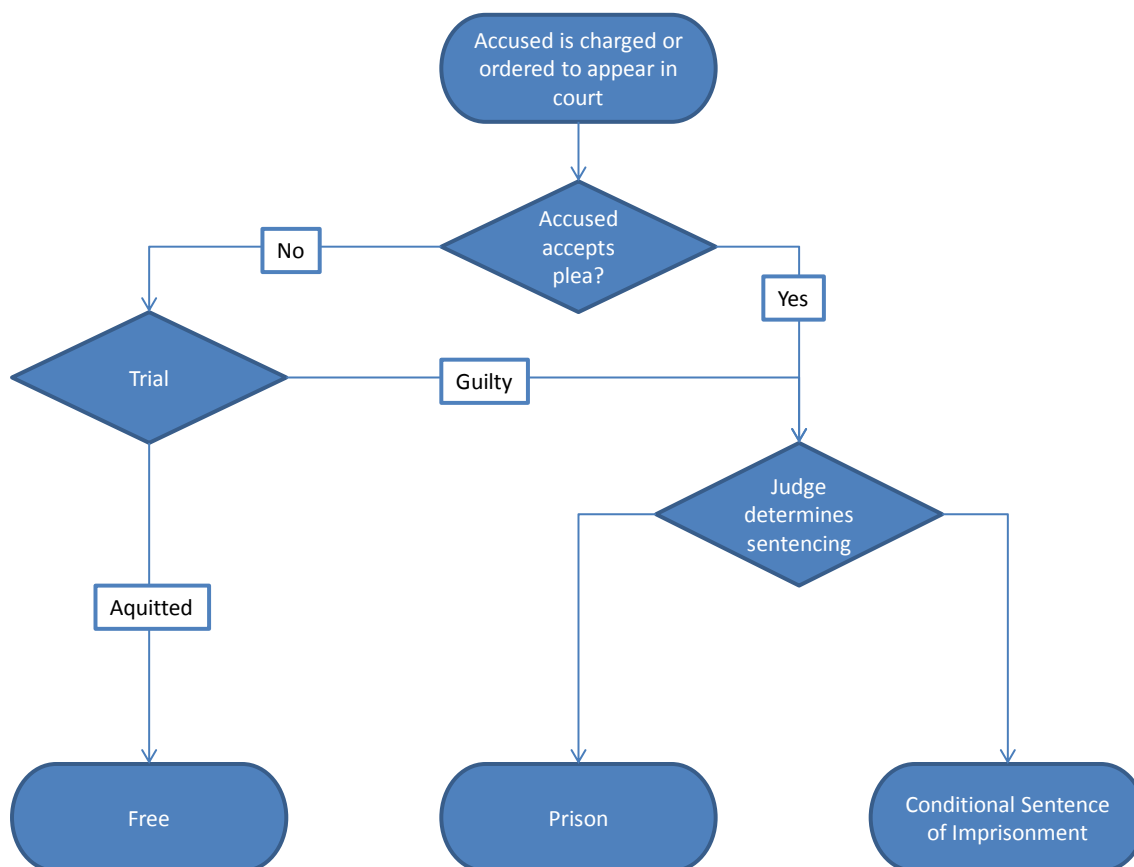 Accused is charged or
ordered to appear in
court
Accused
accepts
plea?
No
Yes
Trial
Guilty
Judge
determines
sentencing
Aquitted
Free
Prison
Conditional Sentence
of Imprisonment